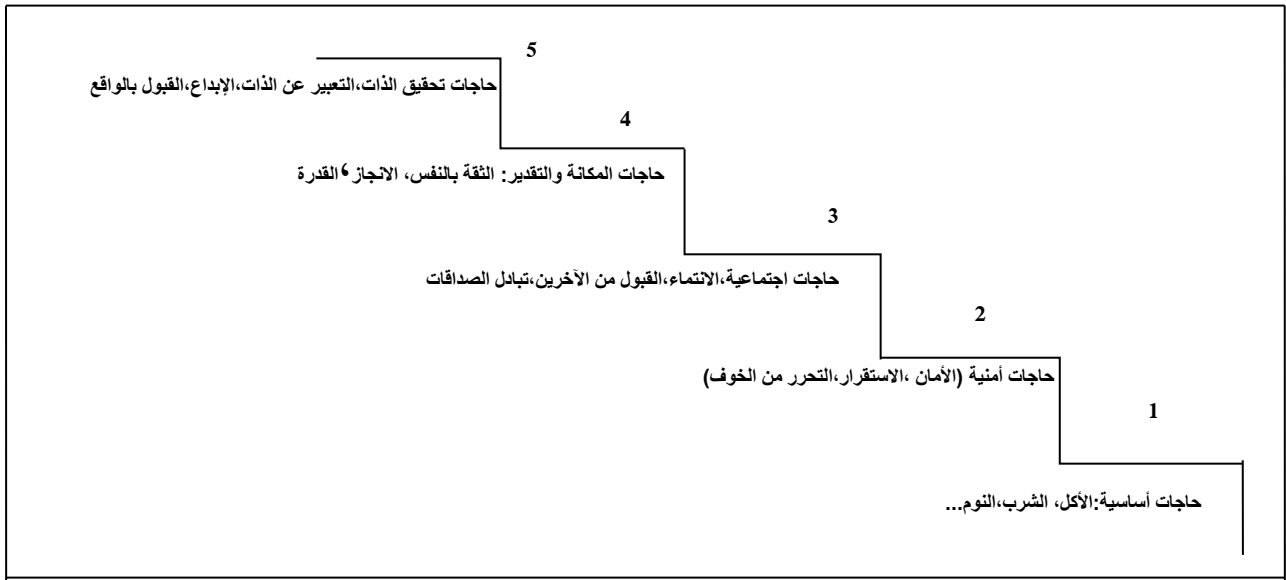 5
حاجات تحقيق الذات،التعبير عن الذات،الإبداع،القبول بالواقع
4
حاجات المكانة والتقدير: الثقة بالنفس، الانجاز ،القدرة
3
حاجات اجتماعية،الانتماء،القبول من الآخرين،تبادل الصداقات
2
حاجات أمنية (الأمان ،الاستقرار،التحرر من الخوف)
1
حاجات أساسية:الأكل، الشرب،النوم...